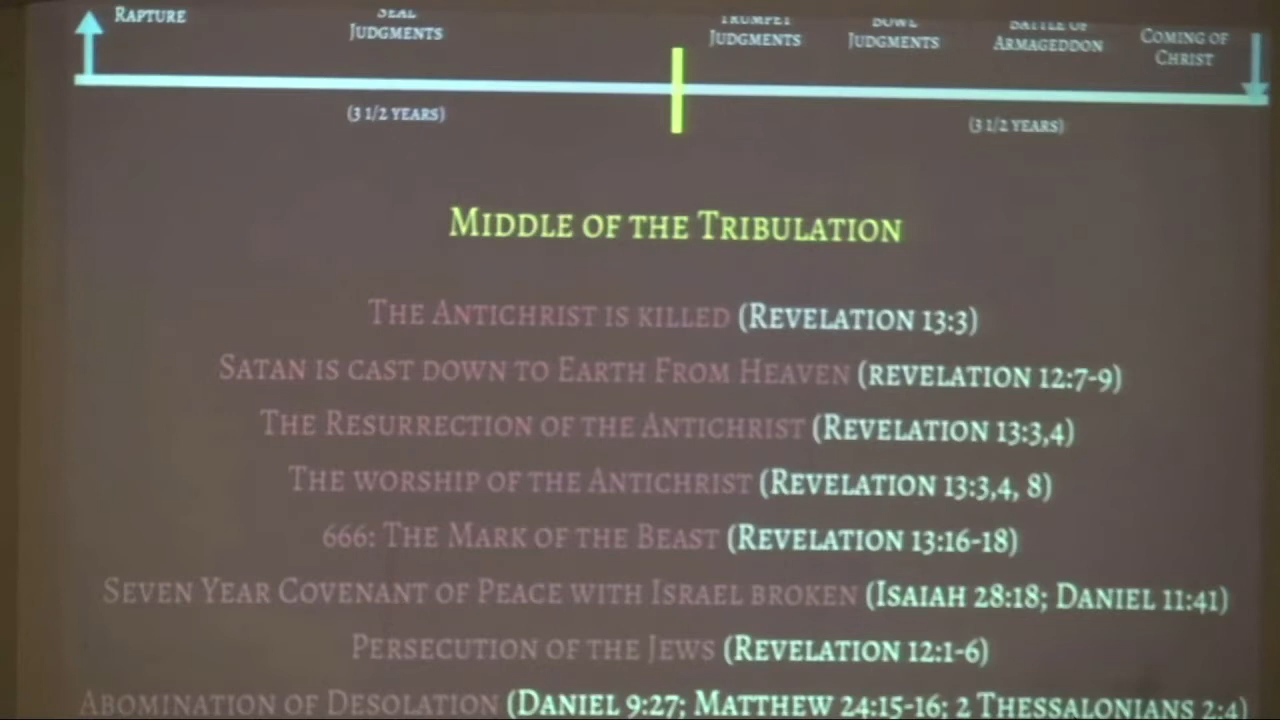 RAPTURE
SEAL
JUDGMENTS
TRUMPET
JUDGMENTS
BOWL
JUDGMENTS
BATTLE OF
ARMAGEDDON
COMING OF
CHRIST
(3 1/2 YEARS)
(3 1/2 YEARS)
MIDDLE OF THE TRIBULATION
THE ANTICHRIST IS KILLED (REVELATION 13:3)
SATAN IS CAST DOWN TO EARTH FROM HEAVEN (REVELATION 12:7-9)
THE RESURRECTION OF THE ANTICHRIST (REVELATION 13:3,4)
THE WORSHIP OF THE ANTICHRIST (REVELATION 13:3,4, 8)
666: THE MARK OF THE BEAST (REVELATION 13:16-18)
SEVEN YEAR COVENANT OF PEACE WITH ISRAEL BROKEN (ISAIAH 28:18; DANIEL 11:41)
PERSECUTION OF THE JEWS (REVELATION 12:1-6)
ABOMINATION OF DESOLATION (DANIEL 9:27; MATTHEW 24:15-16; 2 THESSALONIANS 2:4)